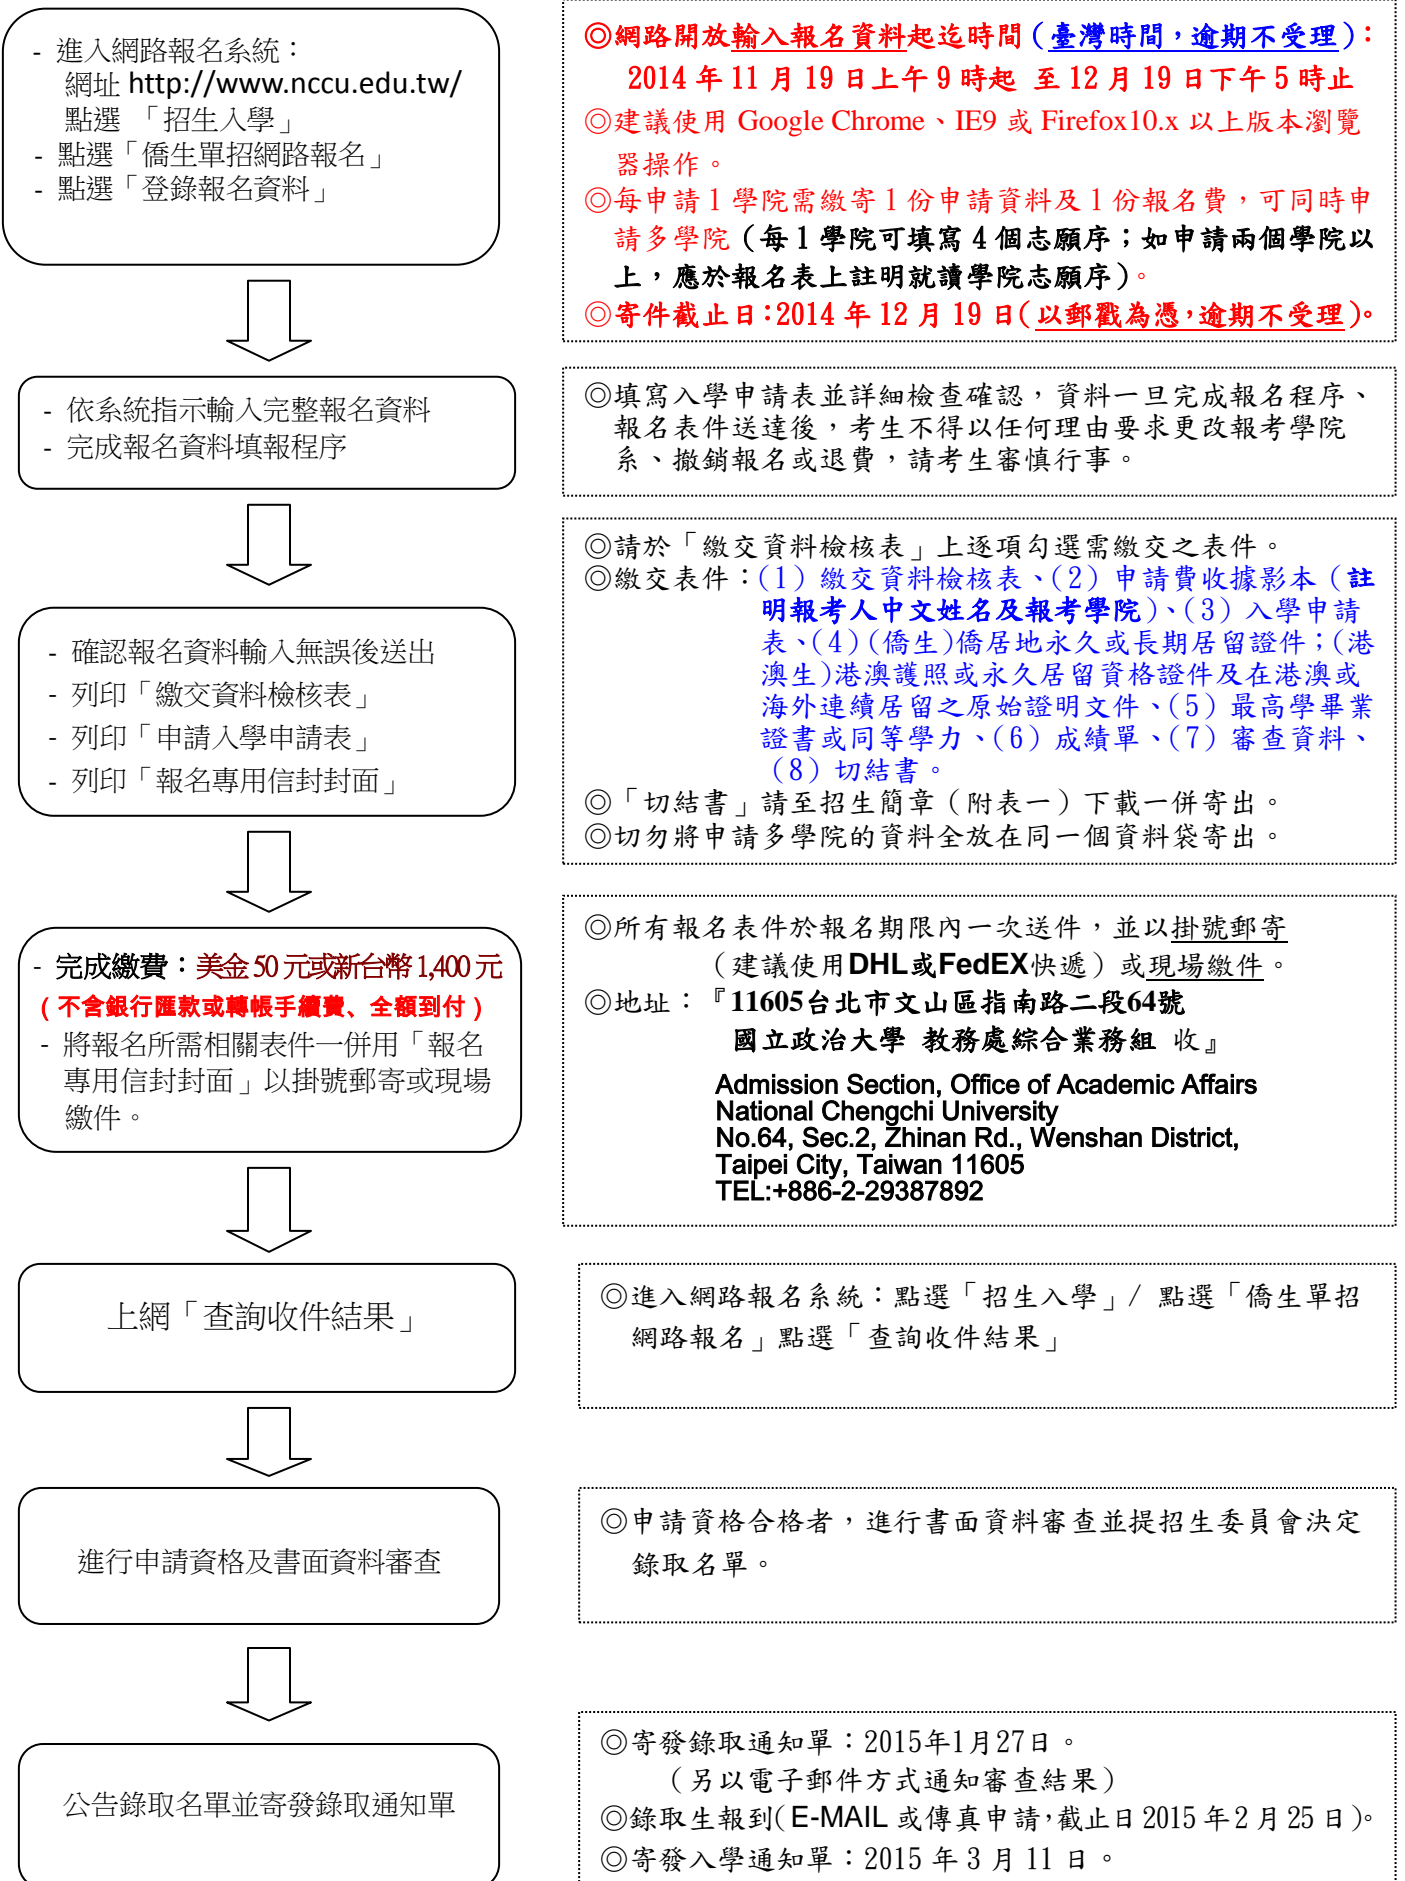 - 進入網路報名系統：
網址 http://www.nccu.edu.tw/
點選 「招生入學」
- 點選「僑生單招網路報名」
- 點選「登錄報名資料」
◎網路開放輸入報名資料起迄時間（臺灣時間，逾期不受理）：
2014 年 11 月 19 日上午 9 時起 至 12 月 19 日下午 5 時止
◎建議使用 Google Chrome、IE9 或 Firefox10.x 以上版本瀏覽
器操作。
◎每申請 1 學院需繳寄 1 份申請資料及 1 份報名費，可同時申
請多學院（每 1 學院可填寫 4 個志願序；如申請兩個學院以
上，應於報名表上註明就讀學院志願序）。
◎寄件截止日：2014 年 12 月 19 日（以郵戳為憑，逾期不受理）。
- 依系統指示輸入完整報名資料
- 完成報名資料填報程序
◎填寫入學申請表並詳細檢查確認，資料一旦完成報名程序、
報名表件送達後，考生不得以任何理由要求更改報考學院
系、撤銷報名或退費，請考生審慎行事。
- 確認報名資料輸入無誤後送出
- 列印「繳交資料檢核表」
- 列印「申請入學申請表」
- 列印「報名專用信封封面」
◎請於「繳交資料檢核表」上逐項勾選需繳交之表件。
◎繳交表件：(1) 繳交資料檢核表、(2) 申請費收據影本（註
明報考人中文姓名及報考學院）、(3) 入學申請
表、(4)(僑生)僑居地永久或長期居留證件；(港
澳生)港澳護照或永久居留資格證件及在港澳或
海外連續居留之原始證明文件、(5) 最高學畢業
證書或同等學力、(6) 成績單、(7) 審查資料、
(8) 切結書。
◎「切結書」請至招生簡章（附表一）下載一併寄出。
◎切勿將申請多學院的資料全放在同一個資料袋寄出。
- 完成繳費：美金 50 元或新台幣 1,400 元
（不含銀行匯款或轉帳手續費、全額到付）
- 將報名所需相關表件一併用「報名
專用信封封面」以掛號郵寄或現場
繳件。
◎所有報名表件於報名期限內一次送件，並以掛號郵寄
（建議使用DHL或FedEX快遞）或現場繳件。
◎地址：『11605台北市文山區指南路二段64號
國立政治大學 教務處綜合業務組 收』
Admission Section, Office of Academic Affairs
National Chengchi University
No.64, Sec.2, Zhinan Rd., Wenshan District,
Taipei City, Taiwan 11605
TEL:+886-2-29387892
上網「查詢收件結果」
◎進入網路報名系統：點選「招生入學」/ 點選「僑生單招
網路報名」點選「查詢收件結果」
進行申請資格及書面資料審查
◎申請資格合格者，進行書面資料審查並提招生委員會決定
錄取名單。
公告錄取名單並寄發錄取通知單
◎寄發錄取通知單：2015年1月27日。
（另以電子郵件方式通知審查結果）
◎錄取生報到（E-MAIL 或傳真申請，截止日 2015 年 2 月 25 日）。
◎寄發入學通知單：2015 年 3 月 11 日。